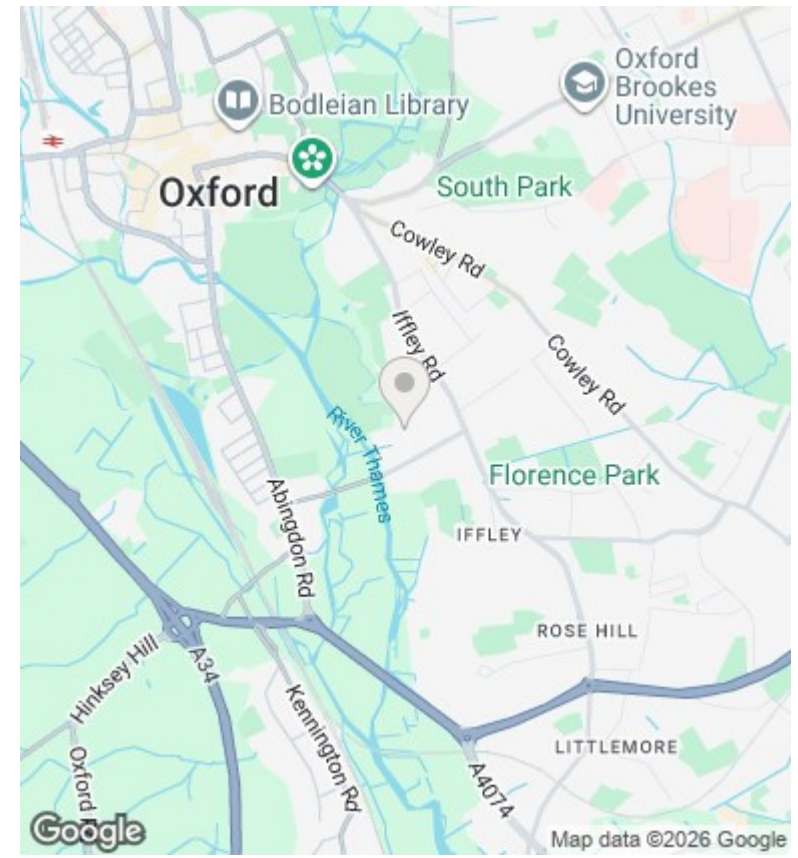 Oxford
Brookes
University
Bodleian Library
Oxford
South Park
Cowley Rd
Iffley Rd
Cowley Rd
River Thames
Florence Park
Abingdon Rd
IFFLEY
ROSE HILL
Hinksey Hill
A34
Kennington Rd
LITTLEMORE
Oxford R
A4074
Google
Map data ©2026 Google